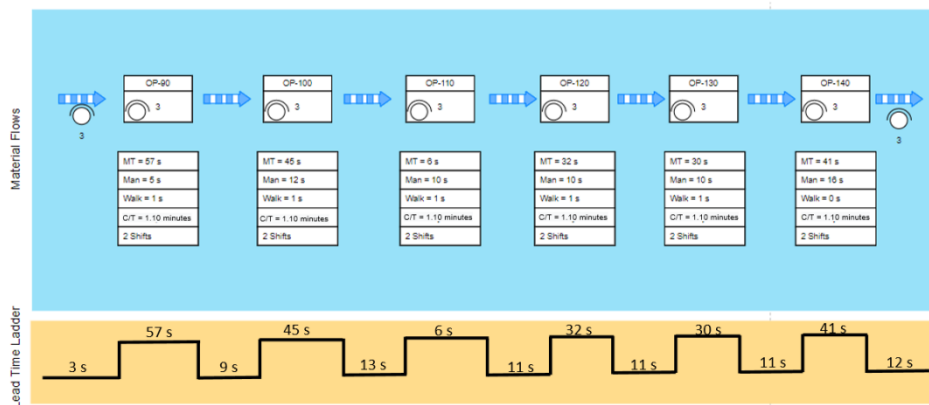 Material Flows
OP-90
OP-100
OP-110
OP-120
OP-130
OP-140
3
3
3
3
3
3
3
3
MT = 57 s
Man = 5 s
Walk = 1 s
C/T = 1.10 minutes
2 Shifts
MT = 45 s
Man = 12 s
Walk = 1 s
C/T = 1.10 minutes
2 Shifts
MT = 6 s
Man = 10 s
Walk = 1 s
C/T = 1.10 minutes
2 Shifts
MT = 32 s
Man = 10 s
Walk = 1 s
C/T = 1.10 minutes
2 Shifts
MT = 30 s
Man = 10 s
Walk = 1 s
C/T = 1.10 minutes
2 Shifts
MT = 41 s
Man = 16 s
Walk = 0 s
C/T = 1.10 minutes
2 Shifts
Lead Time Ladder
3 s
57 s
9 s
45 s
13 s
6 s
11 s
32 s
11 s
30 s
11 s
41 s
12 s